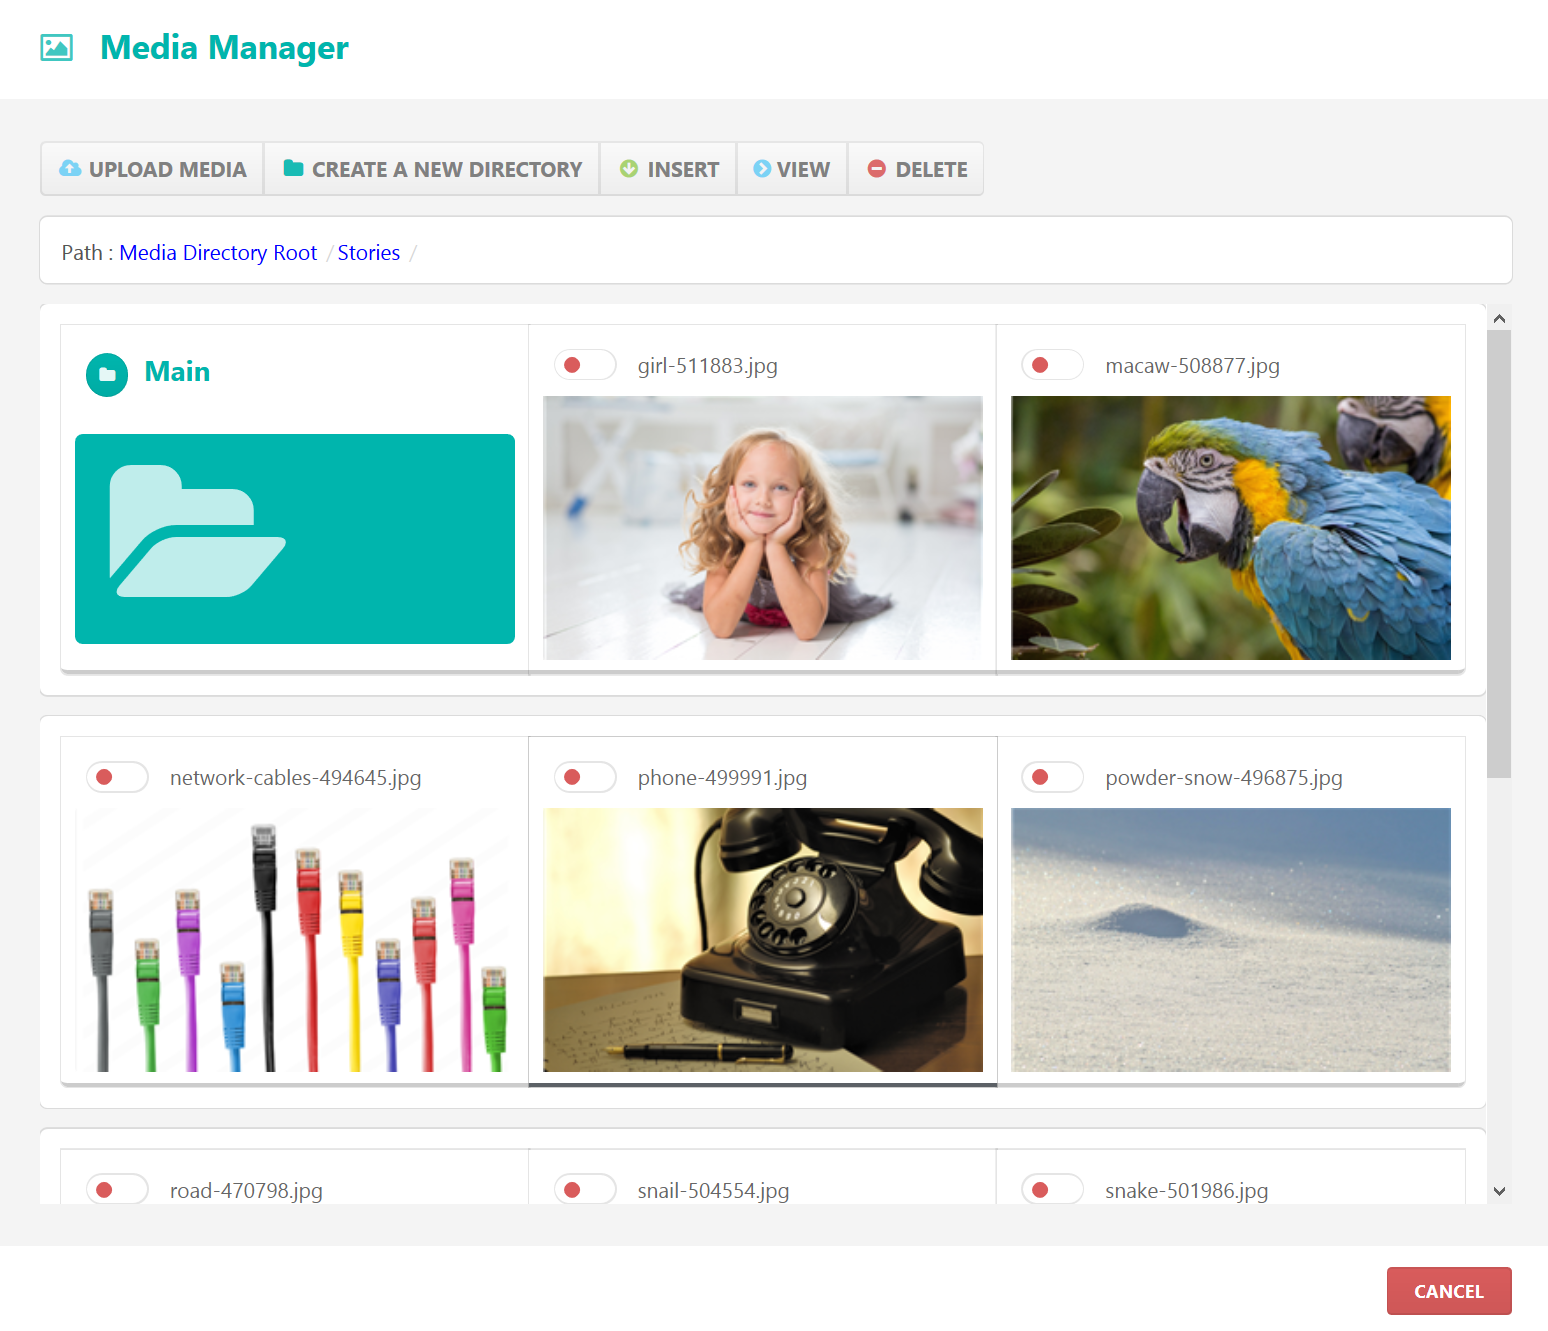 Media Manager
UPLOAD MEDIA CREATE A NEW DIRECTORY INSERT VIEW DELETE
Path : Media Directory Root / Stories /
Main girl-511883.jpg macaw-508877.jpg
network-cables-494645.jpg phone-499991.jpg powder-snow-496875.jpg
road-470798.jpg snail-504554.jpg snake-501986.jpg
CANCEL